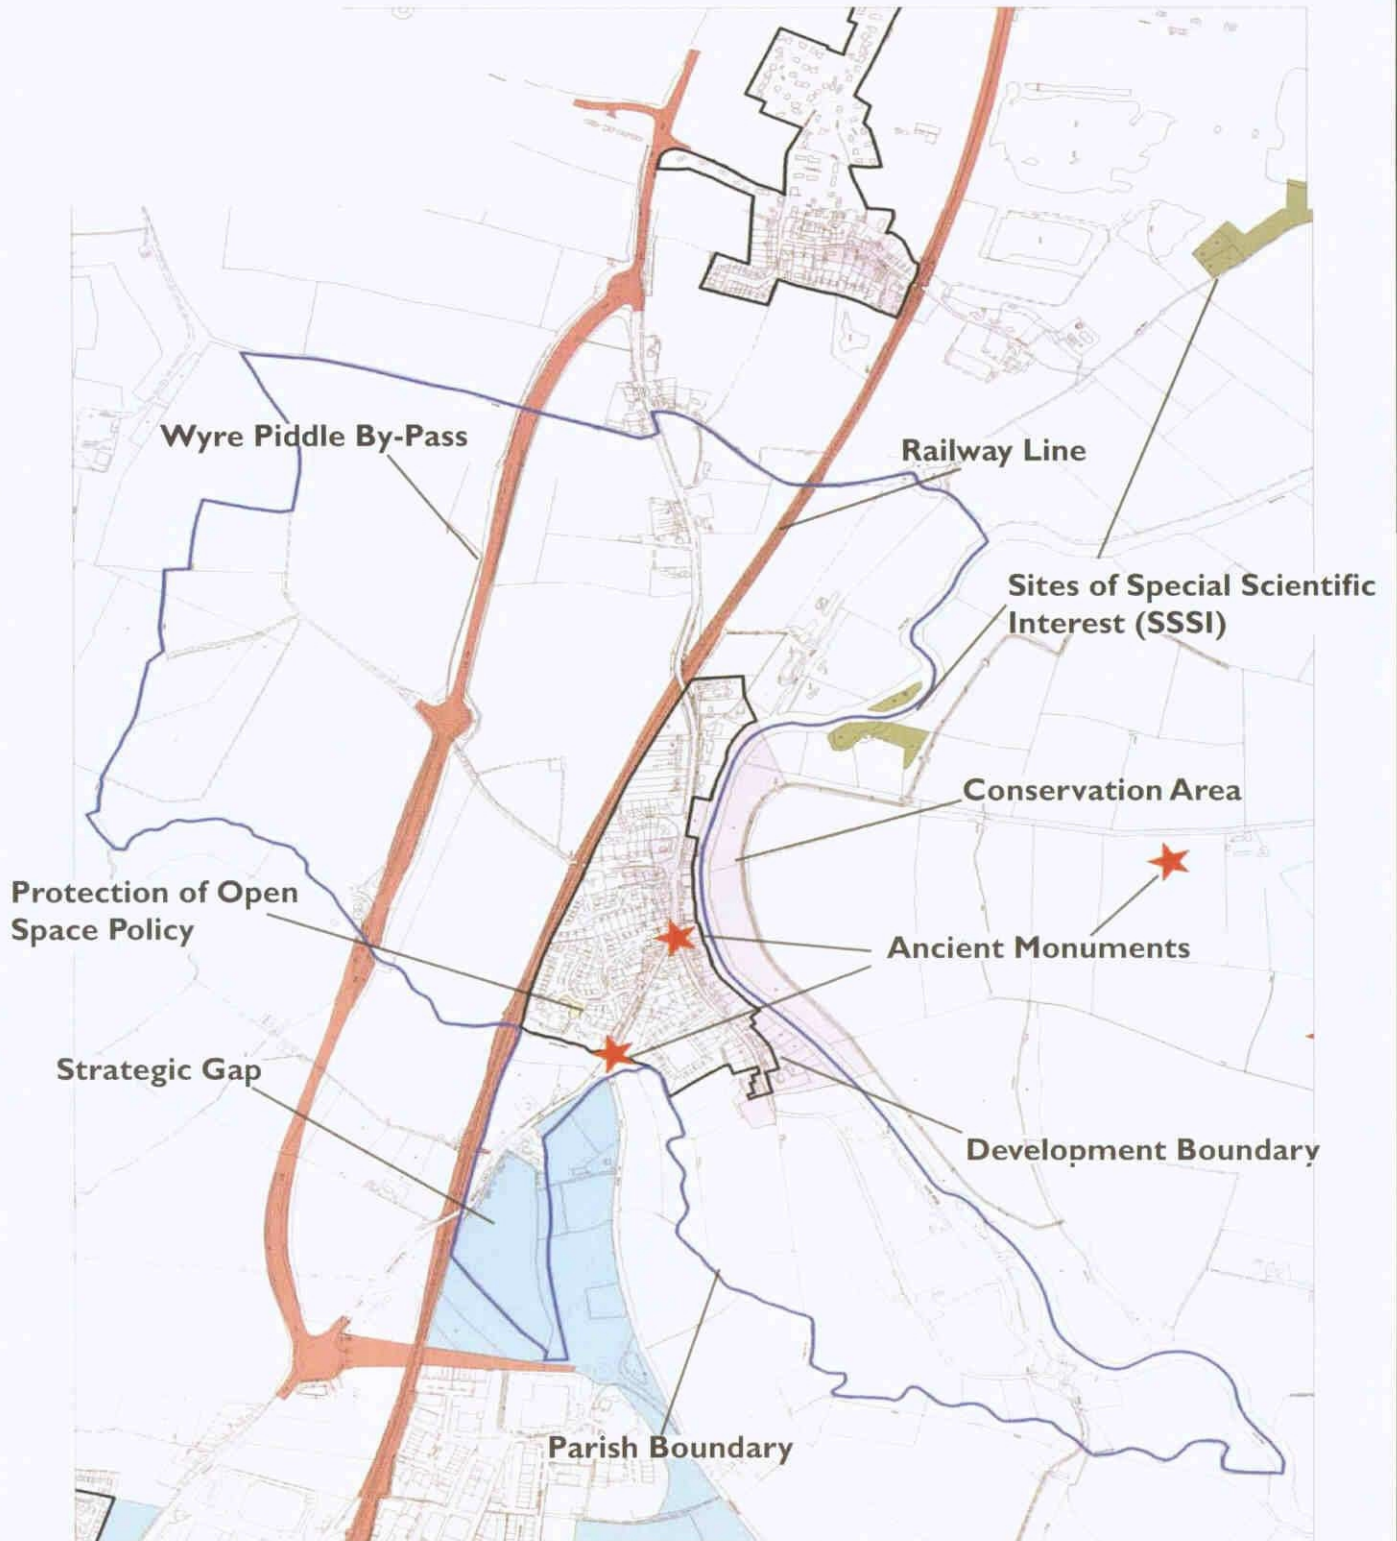 Wyre Piddle By-Pass
Railway Line
Sites of Special Scientific
Interest (SSSI)
Conservation Area
Protection of Open
Space Policy
Ancient Monuments
Strategic Gap
Development Boundary
Parish Boundary